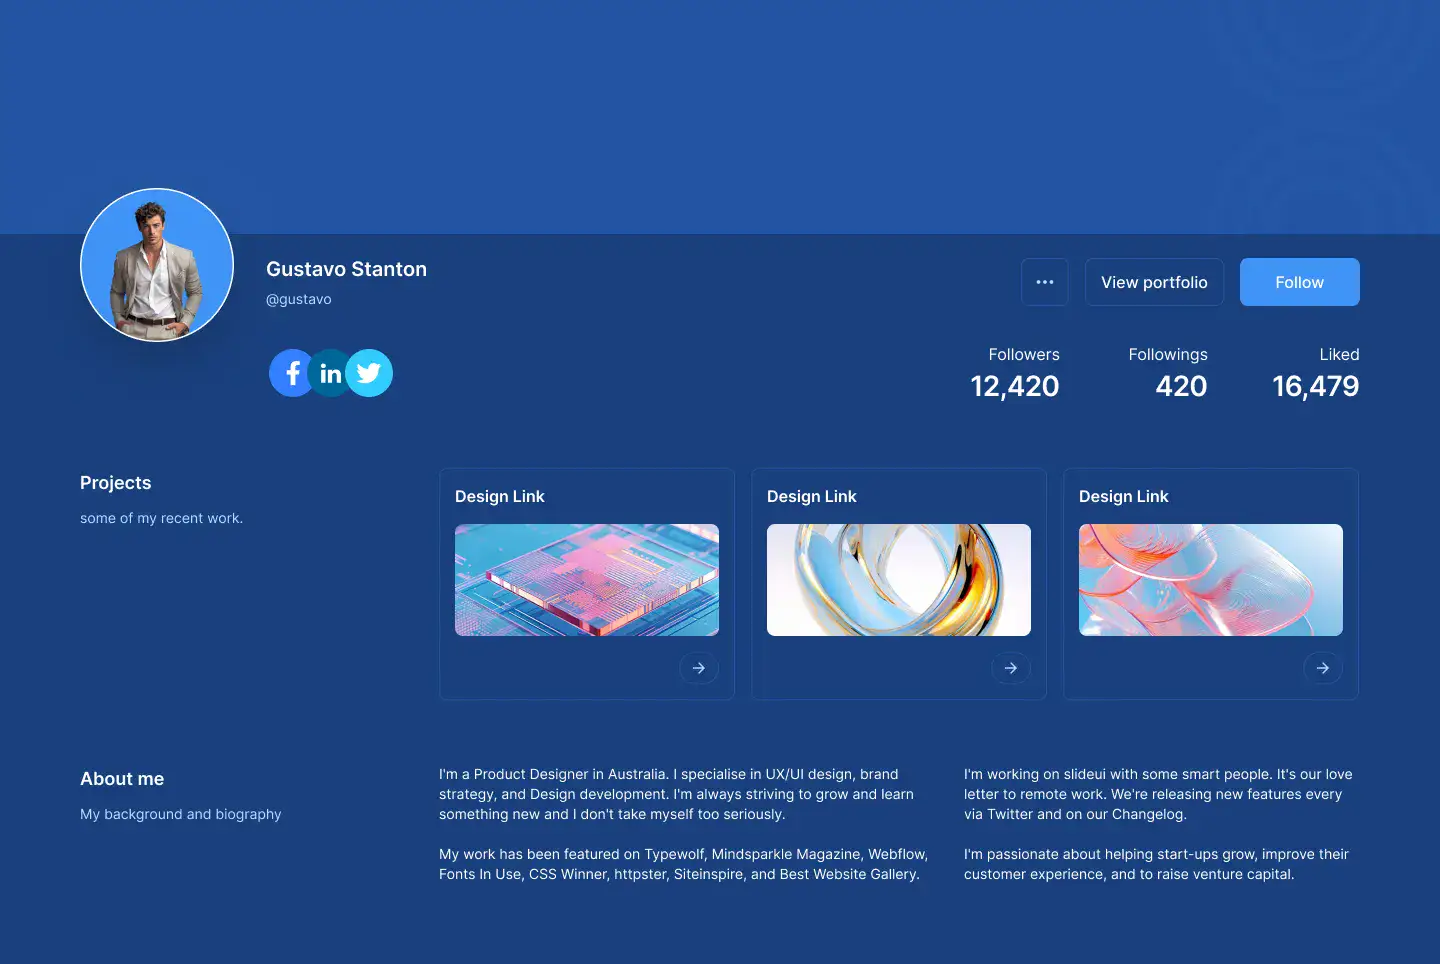 Gustavo Stanton
@gustavo
View portfolio
Follow
Followers
12,420
Followings
420
Liked
16,479
Projects
some of my recent work.
Design Link
Design Link
Design Link
About me
My background and biography
I'm a Product Designer in Australia. I specialise in UX/UI design, brand
strategy, and Design development. I'm always striving to grow and learn
something new and I don't take myself too seriously.
My work has been featured on Typewolf, Mindsparkle Magazine, Webflow,
Fonts In Use, CSS Winner, httpster, Siteinspire, and Best Website Gallery.
I'm working on slideui with some smart people. It's our love
letter to remote work. We're releasing new features every
via Twitter and on our Changelog.
I'm passionate about helping start-ups grow, improve their
customer experience, and to raise venture capital.